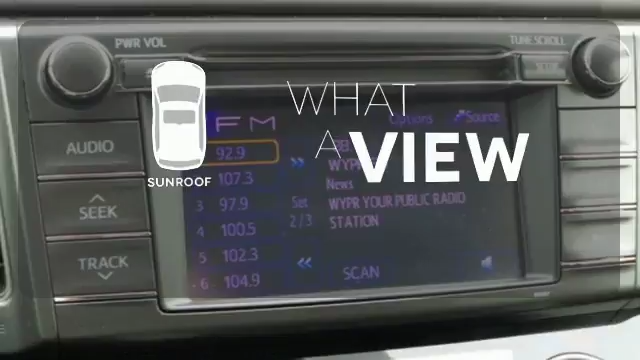 PWR VOL
TUNE SCROLL
WHAT
A VIEW
SUNROOF
FM
Options
Source
92.9
107.3
3 97.9
4 100.5
5 102.3
6 104.9
Set
2/3
News
WYPR YOUR PUBLIC RADIO
STATION
SCAN
AUDIO
SEEK
TRACK